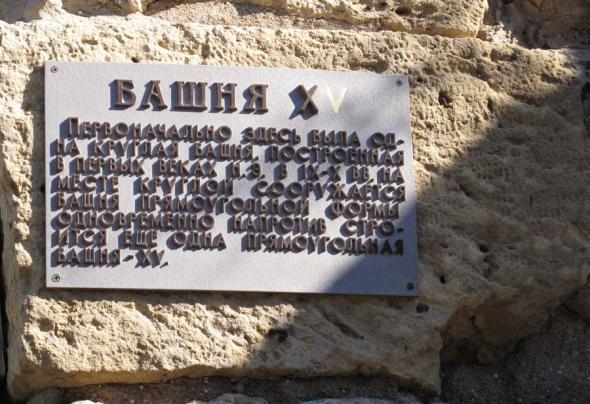 БАШНЯ XV
ПЕРВОНАЧАЛЬНО ЗДЕСЬ БЫЛА ОД-
НА КРУГЛАЯ БАШНЯ, ПОСТРОЕННАЯ
В ПЕРВЫХ ВЕКАХ Н.Э. В IX-X ВВ. НА
МЕСТЕ КРУГЛОЙ СООРУЖАЕТСЯ
БАШНЯ ПРЯМОУГОЛЬНОЙ ФОРМЫ
ОДНОВРЕМЕННО НАПРОТИВ СТРО-
ИТСЯ ЕЩЕ ОДНА ПРЯМОУГОЛЬНАЯ
БАШНЯ - XV,